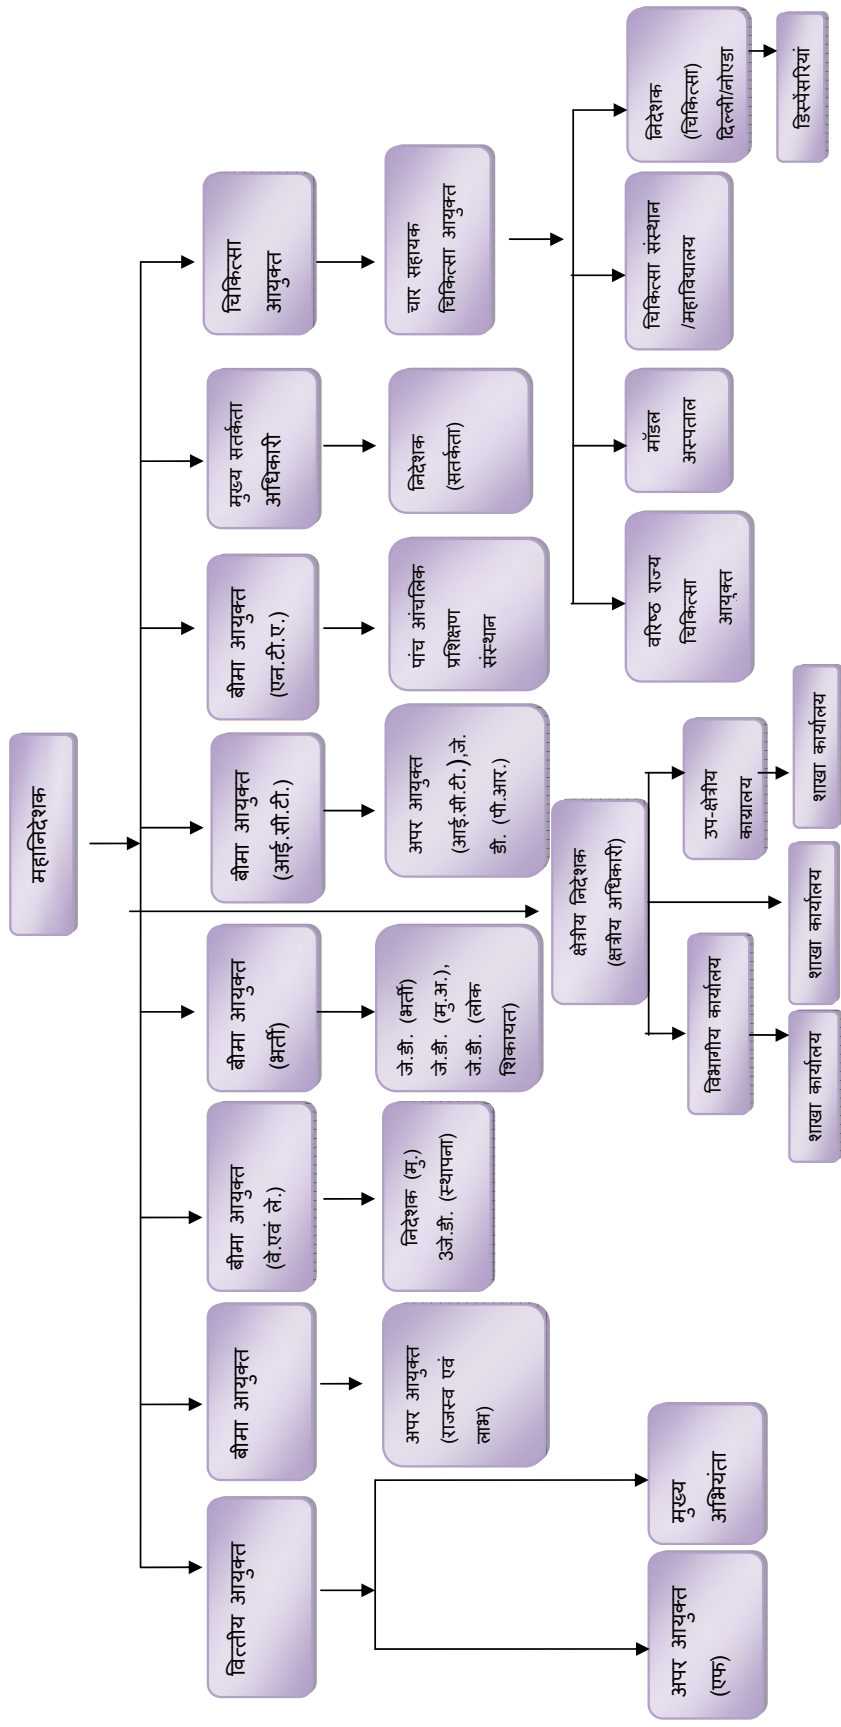 महानिदेशक
वित्तीय आयुक्त
बीमा आयुक्त
बीमा आयुक्त
(वे.एवं ले.)
बीमा आयुक्त
(भर्ती)
बीमा आयुक्त
(आई.सी.टी.)
बीमा आयुक्त
(एन.टी.ए.)
मुख्य सतर्कता
अधिकारी
चिकित्सा
आयुक्त
अपर आयुक्त
(राजस्व एवं
लाभ)
निदेशक (मु.)
3जे.डी. (स्थापना)
जे.डी. (भर्ती)
जे.डी. (मु.अ.),
जे.डी. (लोक
शिकायत)
अपर आयुक्त
(आई.सी.टी.),जे.
डी. (पी.आर.)
पांच आंचलिक
प्रशिक्षण
संस्थान
निदेशक
(सतर्कता)
चार सहायक
चिकित्सा आयुक्त
क्षेत्रीय निदेशक
(क्षत्रीय अधिकारी)
अपर आयुक्त
(एफ)
मुख्य
अभियंता
वरिष्ठ राज्य
चिकित्सा
आयुक्त
मॉडल
अस्पताल
चिकित्सा संस्थान
/महाविद्यालय
निदेशक
(चिकित्सा)
दिल्ली/नोएडा
विभागीय कार्यालय
उप-क्षेत्रीय
कार्यालय
डिस्पेंसरियां
शाखा कार्यालय
शाखा कार्यालय
शाखा कार्यालय